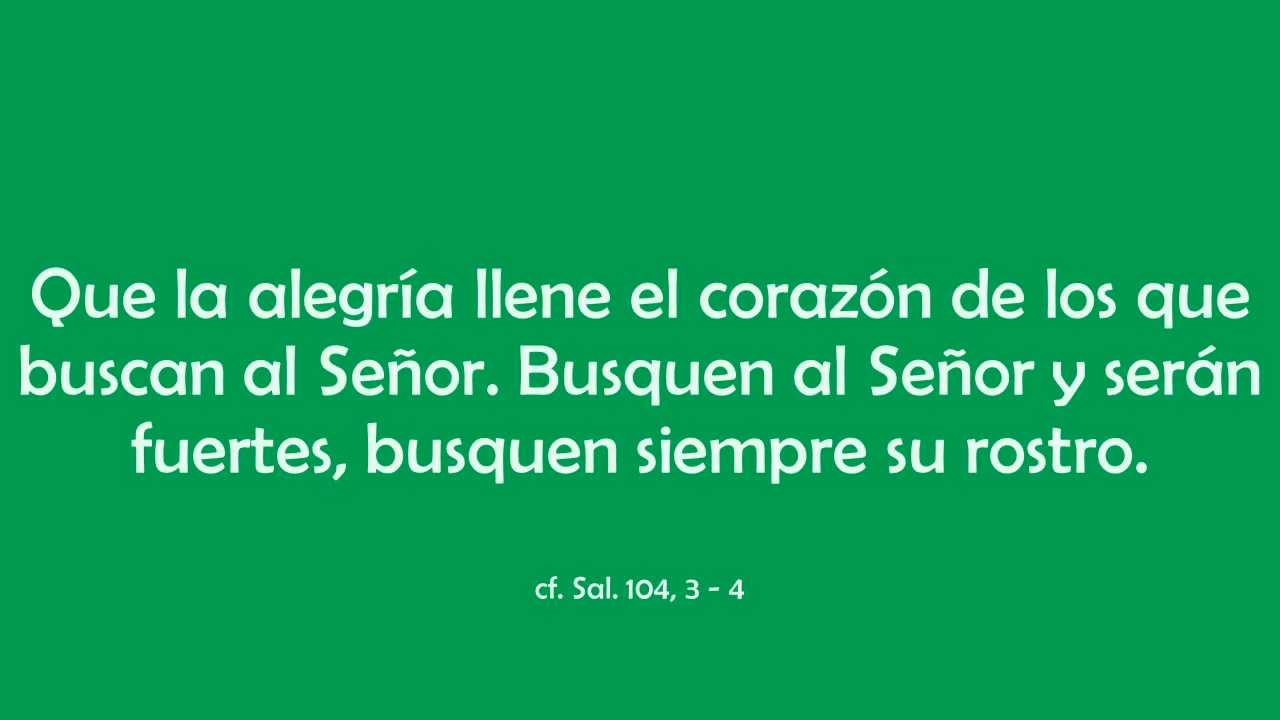 Que la alegría llene el corazón de los que
buscan al Señor. Busquen al Señor y serán
fuertes, busquen siempre su rostro.
cf. Sal. 104, 3 - 4